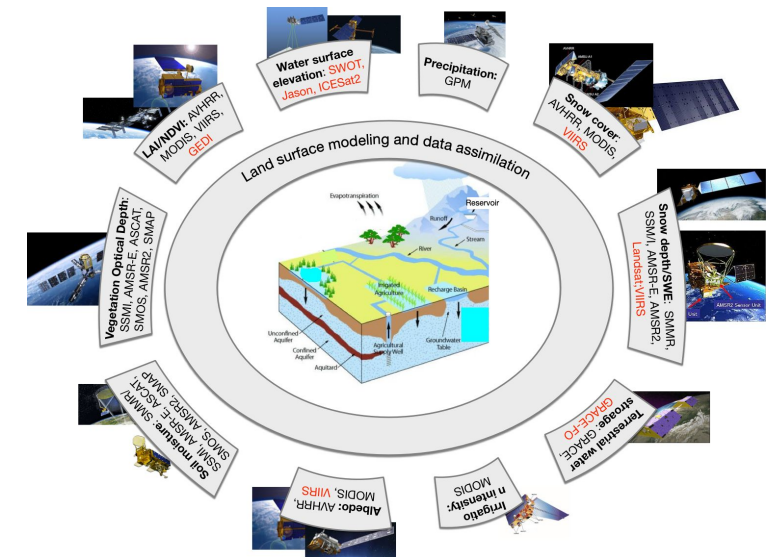 Water surface
elevation: SWOT,
Jason, ICESat2
Precipitation:
GPM
Snow cover:
AVHRR, MODIS,
VIIRS
LAI/NDVI: AVHRR,
MODIS, VIIRS,
GEDI
Land surface modeling and data assimilation
Vegetation Optical Depth:
SSMI, AMSR-E, ASCAT,
SMOS, AMSR2, SMAP
Snow depth/SWE: SMMR,
SSM/I, AMSR-E, AMSR2,
Landsat;VIIRS
AMSR2 Sensor Unit
Evapotranspiration
Reservoir
Runoff
Stream
River
Irrigated
Agriculture
Recharge Basin
Unconfined
Aquifer
Confined
Aquifer
Aquitard
Agricultural
Supply Well
Groundwater
Table
Soil moisture: SMMR/
SSMI, AMSR-E, ASCAT,
SMOS, AMSR2, SMAP
Terrestrial water
stroage: GRACE,
GRACE-FO
Albedo: AVHRR,
MODIS, VIIRS
Irrigatio
n intensity:
MODIS